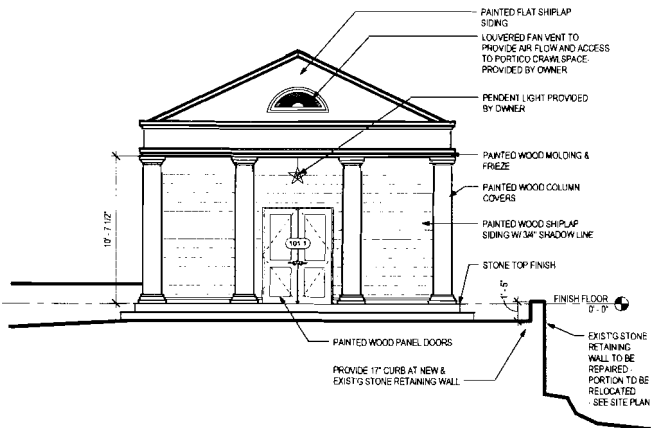 PAINTED FLAT SHIPLAP
SIDING
LOUVERED FAN VENT TO
PROVIDE AIR FLOW AND ACCESS
TO PORTICO CRAWLSPACE-
PROVIDED BY OWNER
PENDENT LIGHT PROVIDED
BY OWNER
PAINTED WOOD MOLDING &
FRIEZE
PAINTED WOOD COLUMN
COVERS
10' - 7 1/2"
101.1
PAINTED WOOD SHIPLAP
SIDING W/ 3/4" SHADOW LINE
STONE TOP FINISH
1' - 5"
FINISH FLOOR
0' - 0"
PAINTED WOOD PANEL DOORS
PROVIDE 17" CURB AT NEW &
EXIST'G STONE RETAINING WALL
EXIST'G STONE
RETAINING
WALL TO BE
REPAIRED -
PORTION TO BE
RELOCATED
- SEE SITE PLAN